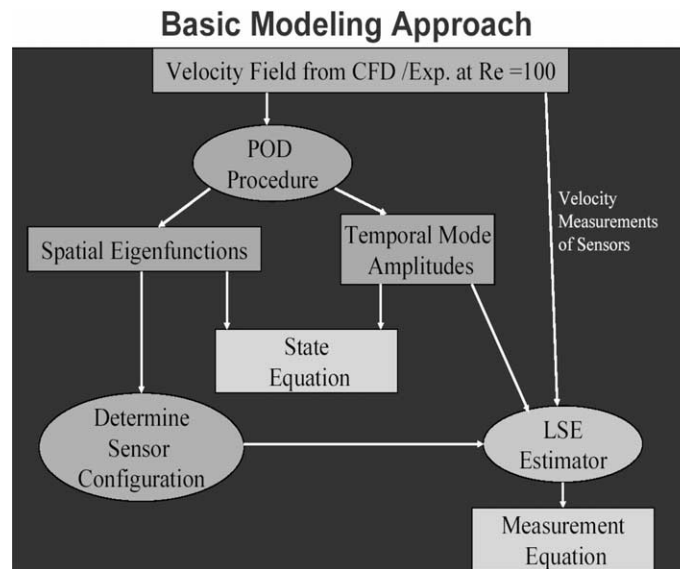 Basic Modeling Approach
Velocity Field from CFD /Exp. at Re =100
POD
Procedure
Velocity
Measurements
of Sensors
Spatial Eigenfunctions
Temporal Mode
Amplitudes
State
Equation
Determine
Sensor
Configuration
LSE
Estimator
Measurement
Equation